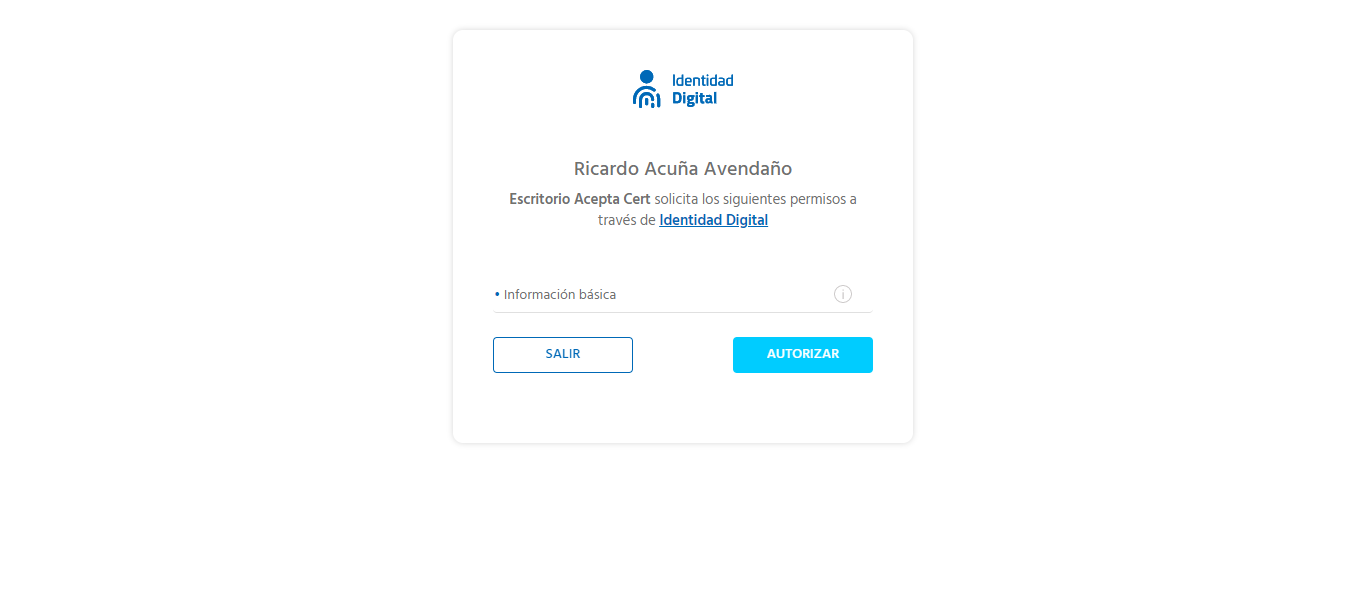 Identidad
Digital
Ricardo Acuña Avendaño
Escritorio Acepta Cert solicita los siguientes permisos a
través de Identidad Digital
• Información básica
SALIR
AUTORIZAR